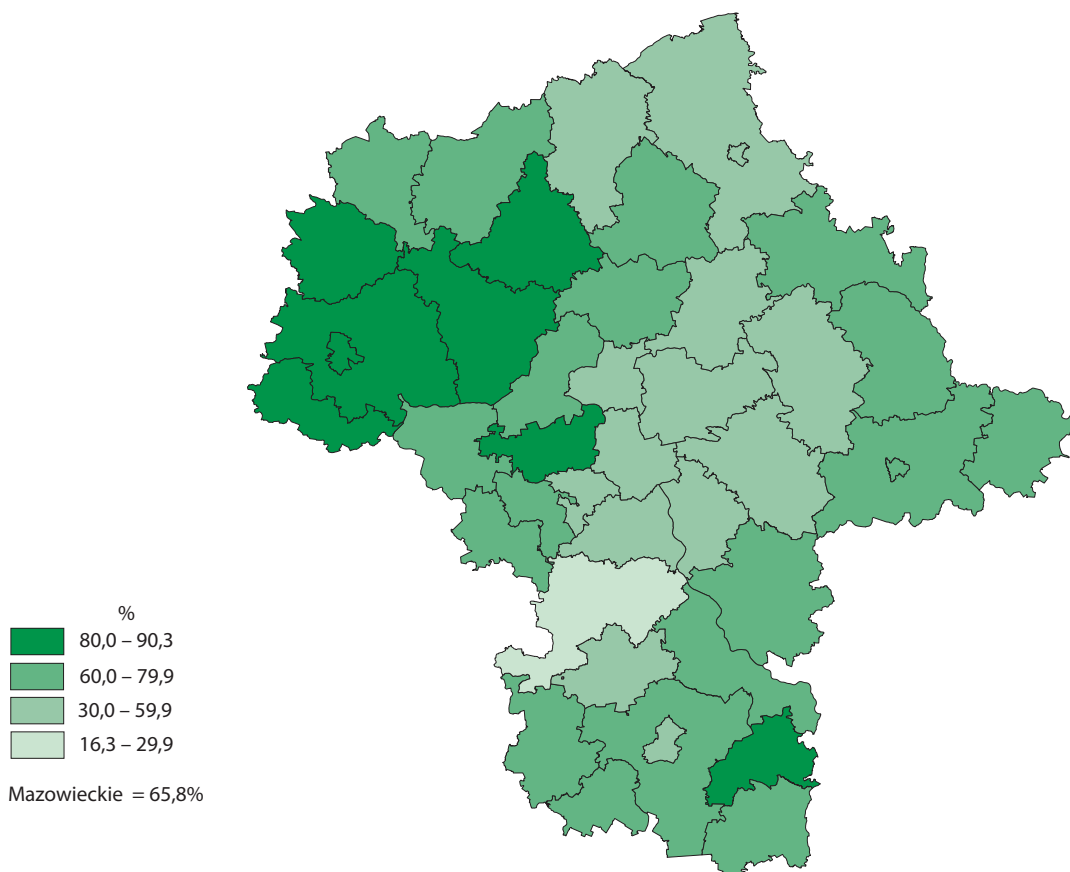 %
80,0 – 90,3
60,0 – 79,9
30,0 – 59,9
16,3 – 29,9
Mazowieckie = 65,8%